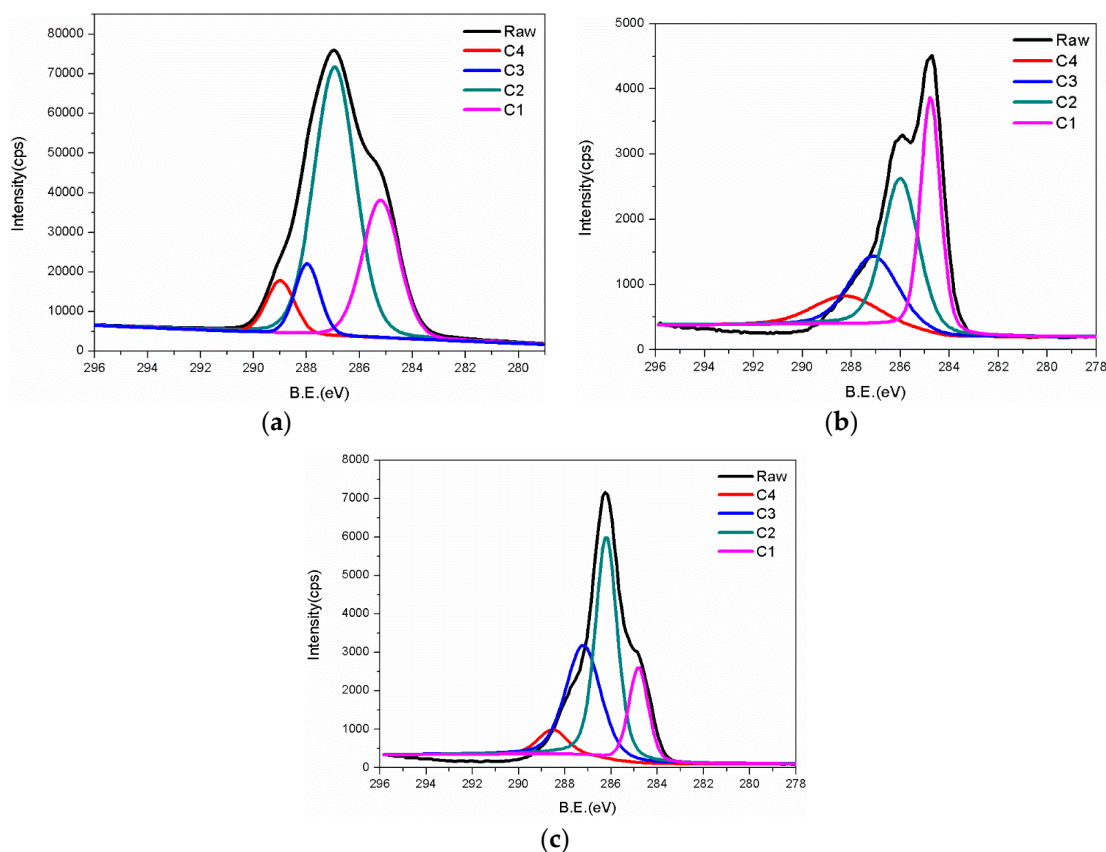 80000
70000
60000
50000
40000
30000
20000
10000
0
Intensity(cps)
Raw
C4
C3
C2
C1
296 294 292 290 288 286 284 282 280
B.E.(eV)
(a)
5000
4000
3000
2000
1000
0
Intensity(cps)
Raw
C4
C3
C2
C1
296 294 292 290 288 286 284 282 280 278
B.E.(eV)
(b)
8000
7000
6000
5000
4000
3000
2000
1000
0
Intensity(cps)
Raw
C4
C3
C2
C1
296 294 292 290 288 286 284 282 280 278
B.E.(eV)
(c)